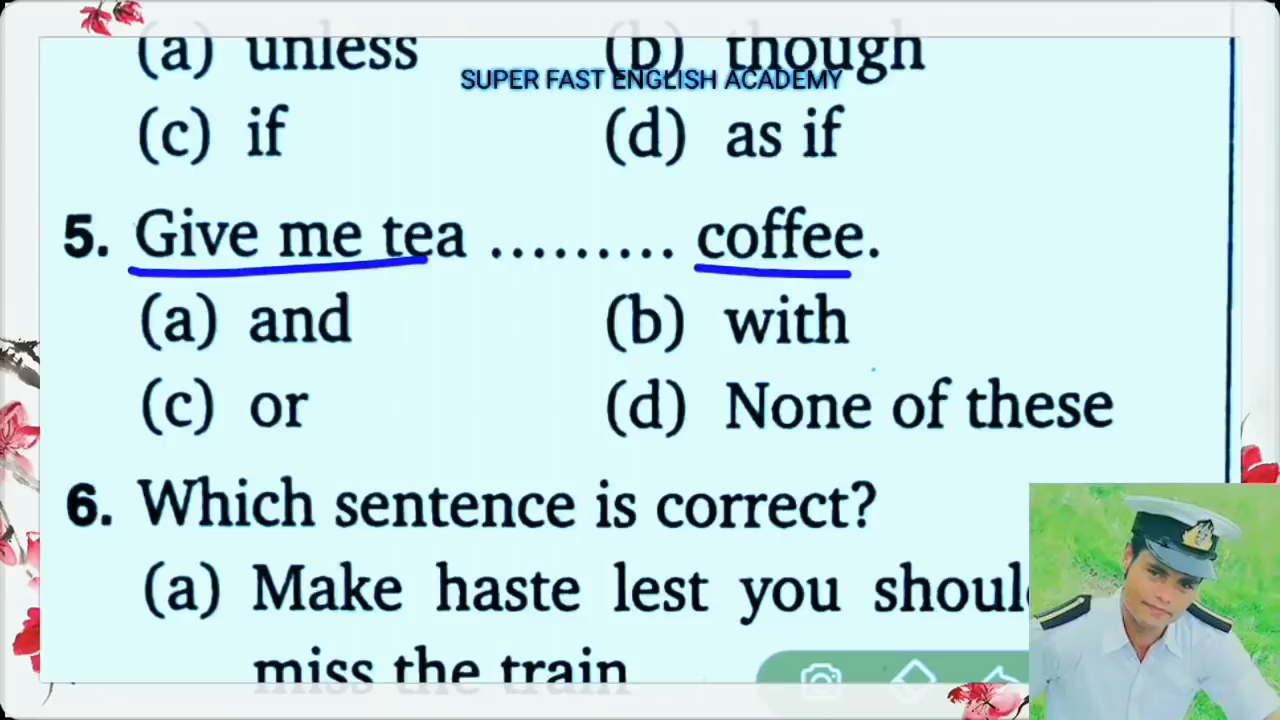 (a) unless (b) though
SUPER FAST ENGLISH ACADEMY
(c) if (d) as if
5. Give me tea ......... coffee.
(a) and (b) with
(c) or (d) None of these
6. Which sentence is correct?
(a) Make haste lest you shoul
miss the train